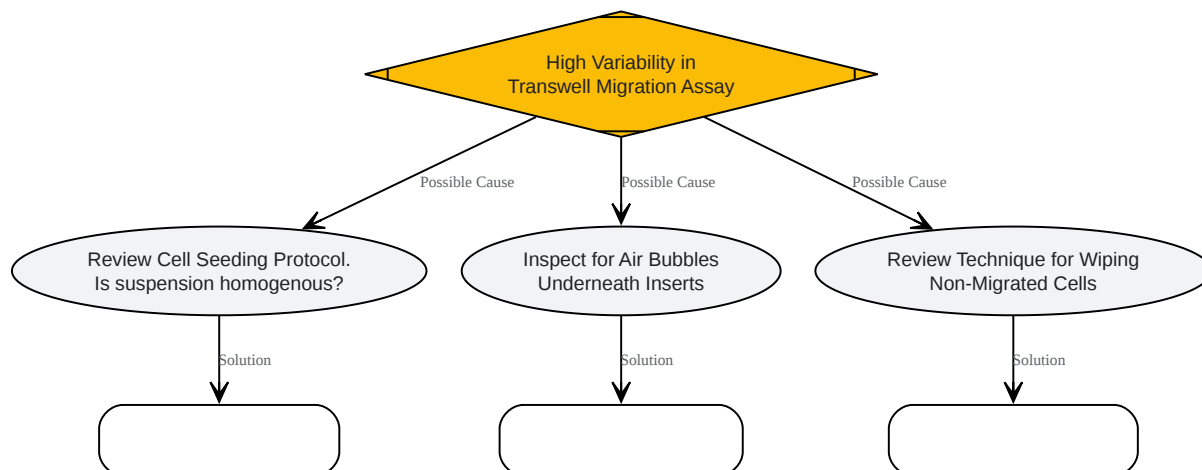 High Variability in
Transwell Migration Assay
Possible Cause
Possible Cause
Possible Cause
Review Cell Seeding Protocol.
Is suspension homogenous?
Inspect for Air Bubbles
Underneath Inserts
Review Technique for Wiping
Non-Migrated Cells
Solution
Solution
Solution